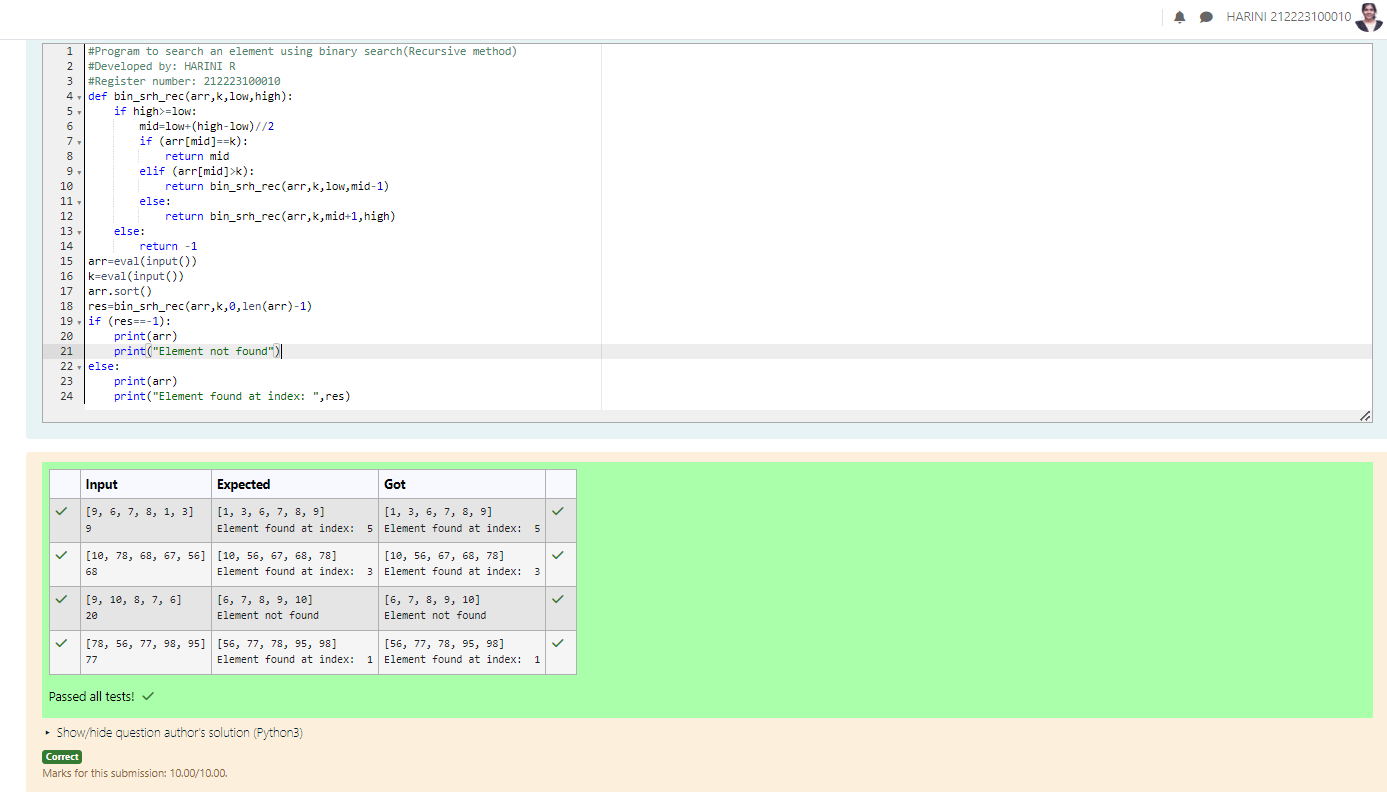 HARINI 212223100010
1 #Program to search an element using binary search(Recursive method)
2 #Developed by: HARINI R
3 #Register number: 212223100010
4 def bin_srh_rec(arr,k,low,high):
5     if high>=low:
6         mid=low+(high-low)//2
7         if (arr[mid]==k):
8             return mid
9         elif (arr[mid]>k):
10             return bin_srh_rec(arr,k,low,mid-1)
11         else:
12             return bin_srh_rec(arr,k,mid+1,high)
13     else:
14         return -1
15 arr=eval(input())
16 k=eval(input())
17 arr.sort()
18 res=bin_srh_rec(arr,k,0,len(arr)-1)
19 if (res==-1):
20     print(arr)
21     print("Element not found")
22 else:
23     print(arr)
24     print("Element found at index: ",res)
Input Expected Got
[9, 6, 7, 8, 1, 3] [1, 3, 6, 7, 8, 9] [1, 3, 6, 7, 8, 9]
9 Element found at index:  5 Element found at index:  5
[10, 78, 68, 67, 56] [10, 56, 67, 68, 78] [10, 56, 67, 68, 78]
68 Element found at index:  3 Element found at index:  3
[9, 10, 8, 7, 6] [6, 7, 8, 9, 10] [6, 7, 8, 9, 10]
20 Element not found Element not found
[78, 56, 77, 98, 95] [56, 77, 78, 95, 98] [56, 77, 78, 95, 98]
77 Element found at index:  1 Element found at index:  1
Passed all tests!
Show/hide question author's solution (Python3)
Correct
Marks for this submission: 10.00/10.00.